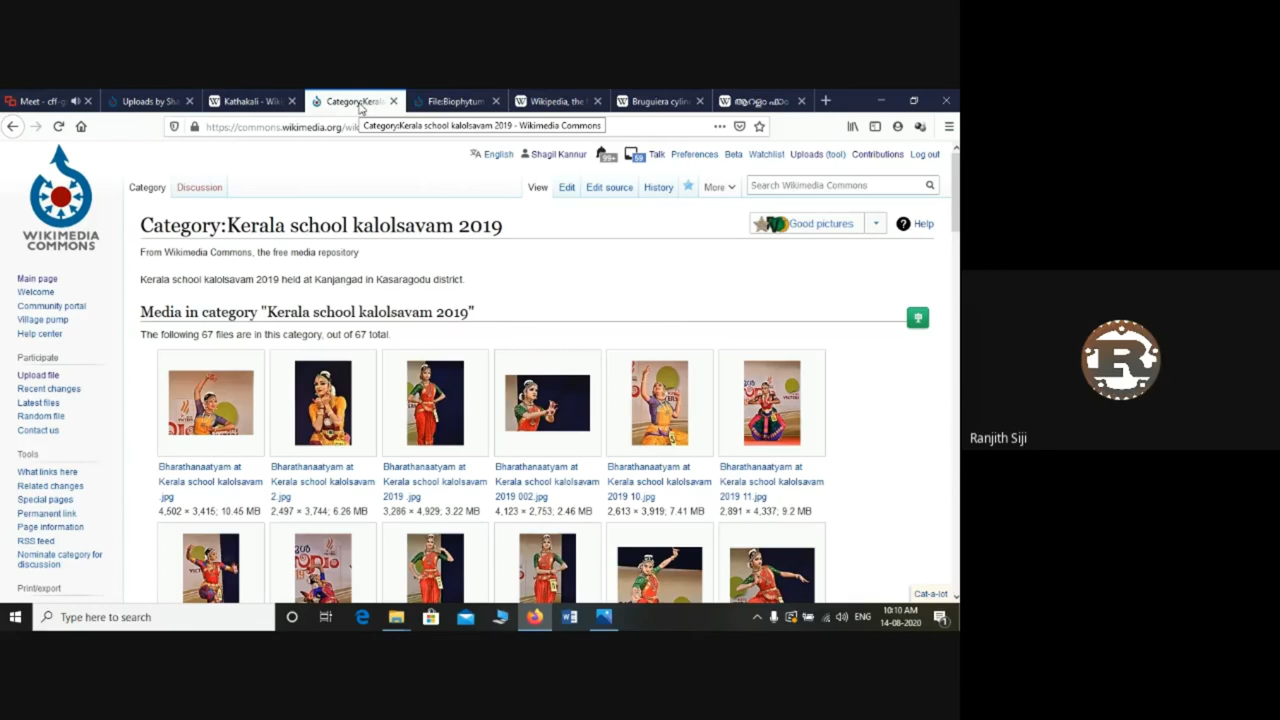 Meet - cff-g
Uploads by Sha
Kathakali - Wiki
Category:Kerala
File:Biophytum
Wikipedia, the
Bruguiera cylin
ആറളം ഫാം
https://commons.wikimedia.org/wik
Category:Kerala school kalolsavam 2019 - Wikimedia Commons
English Shagil Kannur 99+ 59 Talk Preferences Beta Watchlist Uploads (tool) Contributions Log out
Category Discussion View Edit Edit source History More Search Wikimedia Commons
WIKIMEDIA
COMMONS
Category:Kerala school kalolsavam 2019
Good pictures Help
From Wikimedia Commons, the free media repository
Kerala school kalolsavam 2019 held at Kanjangad in Kasaragodu district.
Media in category "Kerala school kalolsavam 2019"
The following 67 files are in this category, out of 67 total.
Main page
Welcome
Community portal
Village pump
Help center
Participate
Upload file
Recent changes
Latest files
Random file
Contact us
Tools
What links here
Related changes
Special pages
Permanent link
Page information
RSS feed
Nominate category for
discussion
Print/export
Bharathanaatyam at
Kerala school kalolsavam
.jpg
4,502 × 3,415; 10.45 MB
Bharathanaatyam at
Kerala school kalolsavam
2.jpg
2,497 × 3,744; 6.26 MB
Bharathanaatyam at
Kerala school kalolsavam
2019 .jpg
3,286 × 4,929; 3.22 MB
Bharathanaatyam at
Kerala school kalolsavam
2019 002.jpg
4,123 × 2,753; 2.46 MB
Bharathanaatyam at
Kerala school kalolsavam
2019 10.jpg
2,613 × 3,919; 7.41 MB
Bharathanaatyam at
Kerala school kalolsavam
2019 11.jpg
2,891 × 4,337; 9.2 MB
Cat-a-lot
Type here to search
ENG
10:10 AM
14-08-2020
R
Ranjith Siji